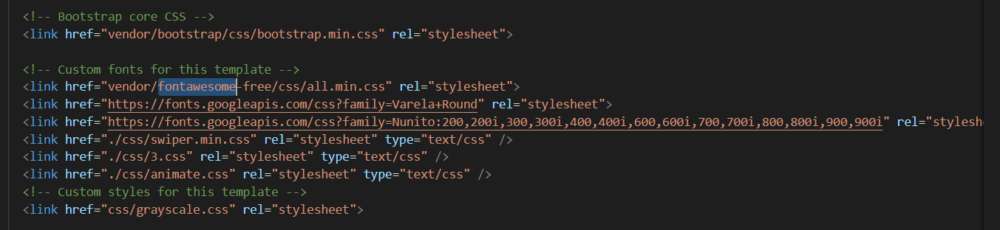 <!-- Bootstrap core CSS -->
<link href="vendor/bootstrap/css/bootstrap.min.css" rel="stylesheet">
<!-- Custom fonts for this template -->
<link href="vendor/fontawesome-free/css/all.min.css" rel="stylesheet">
<link href="https://fonts.googleapis.com/css?family=Varela+Round" rel="stylesheet">
<link href="https://fonts.googleapis.com/css?family=Nunito:200,200i,300,300i,400,400i,600,600i,700,700i,800,800i,900,900i" rel="stylesh
<link href="./css/swiper.min.css" rel="stylesheet" type="text/css" />
<link href="./css/3.css" rel="stylesheet" type="text/css" />
<link href="./css/animate.css" rel="stylesheet" type="text/css" />
<!-- Custom styles for this template -->
<link href="css/grayscale.css" rel="stylesheet">